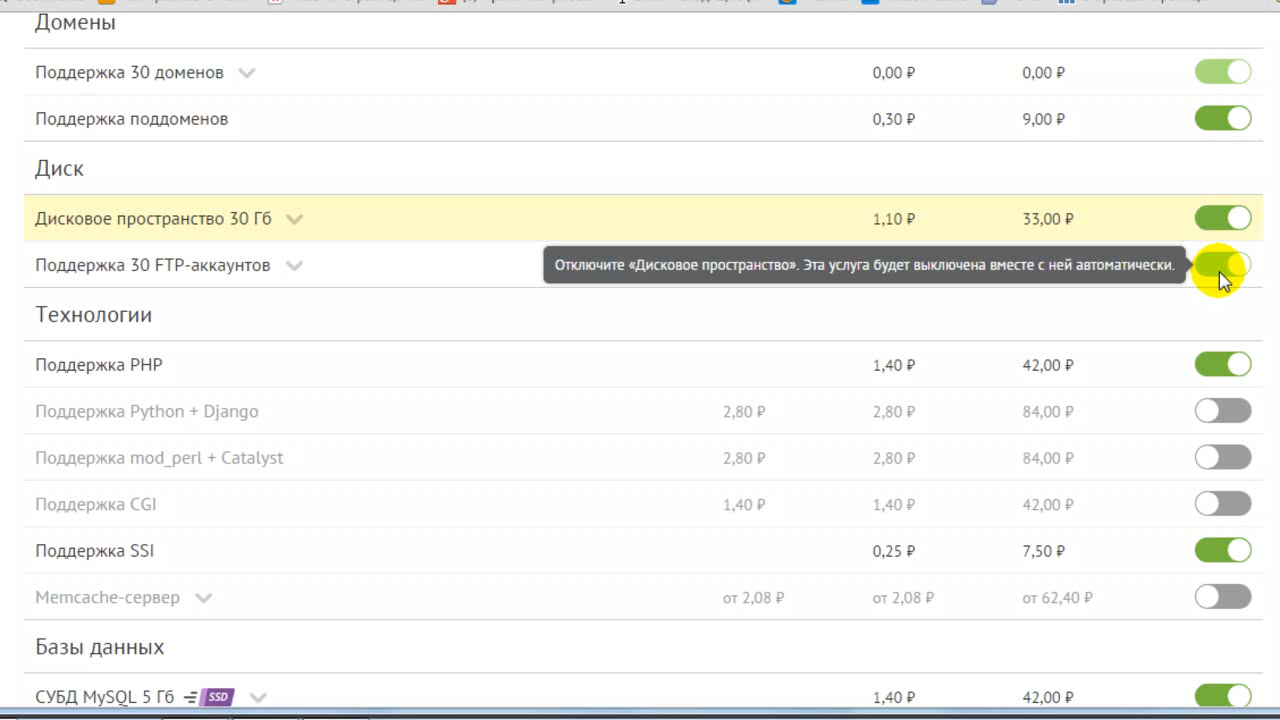 Домены
Поддержка 30 доменов 0,00 ₽ 0,00 ₽
Поддержка поддоменов 0,30 ₽ 9,00 ₽
Диск
Дисковое пространство 30 Гб 1,10 ₽ 33,00 ₽
Поддержка 30 FTP-аккаунтов Отключите «Дисковое пространство». Эта услуга будет выключена вместе с ней автоматически.
Технологии
Поддержка PHP 1,40 ₽ 42,00 ₽
Поддержка Python + Django 2,80 ₽ 2,80 ₽ 84,00 ₽
Поддержка mod_perl + Catalyst 2,80 ₽ 2,80 ₽ 84,00 ₽
Поддержка CGI 1,40 ₽ 1,40 ₽ 42,00 ₽
Поддержка SSI 0,25 ₽ 7,50 ₽
Memcache-сервер от 2,08 ₽ от 2,08 ₽ от 62,40 ₽
Базы данных
СУБД MySQL 5 Гб SSD 1,40 ₽ 42,00 ₽